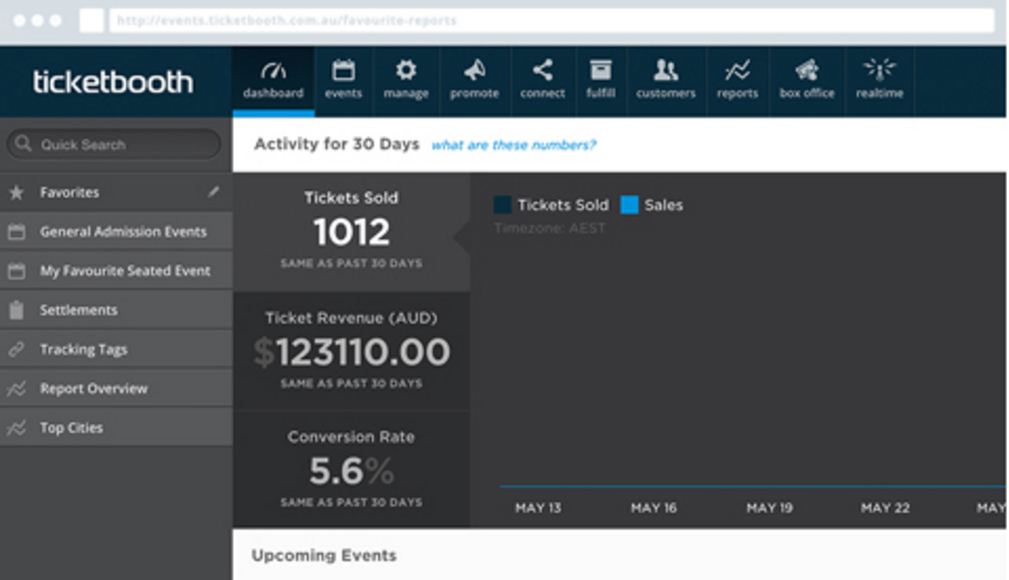 http://events.ticketbooth.com.au/favourite-reports
ticketbooth
dashboard
events
manage
promote
connect
fulfill
customers
reports
box office
realtime
Quick Search
Favorites
General Admission Events
My Favourite Seated Event
Settlements
Tracking Tags
Report Overview
Top Cities
Activity for 30 Days what are these numbers?
Tickets Sold
1012
SAME AS PAST 30 DAYS
Ticket Revenue (AUD)
$123110.00
SAME AS PAST 30 DAYS
Conversion Rate
5.6%
SAME AS PAST 30 DAYS
Tickets Sold Sales
Timezone: AEST
MAY 13 MAY 16 MAY 19 MAY 22 MAY
Upcoming Events